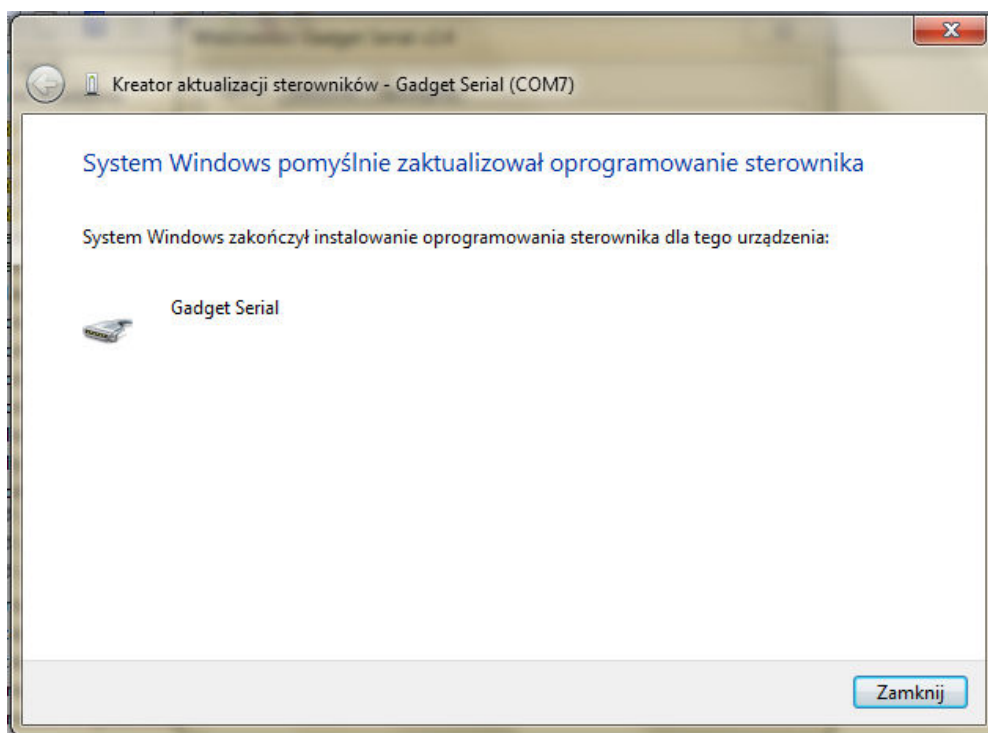 Kreator aktualizacji sterowników - Gadget Serial (COM7)
System Windows pomyślnie zaktualizował oprogramowanie sterownika
System Windows zakończył instalowanie oprogramowania sterownika dla tego urządzenia:
Gadget Serial
Zamknij